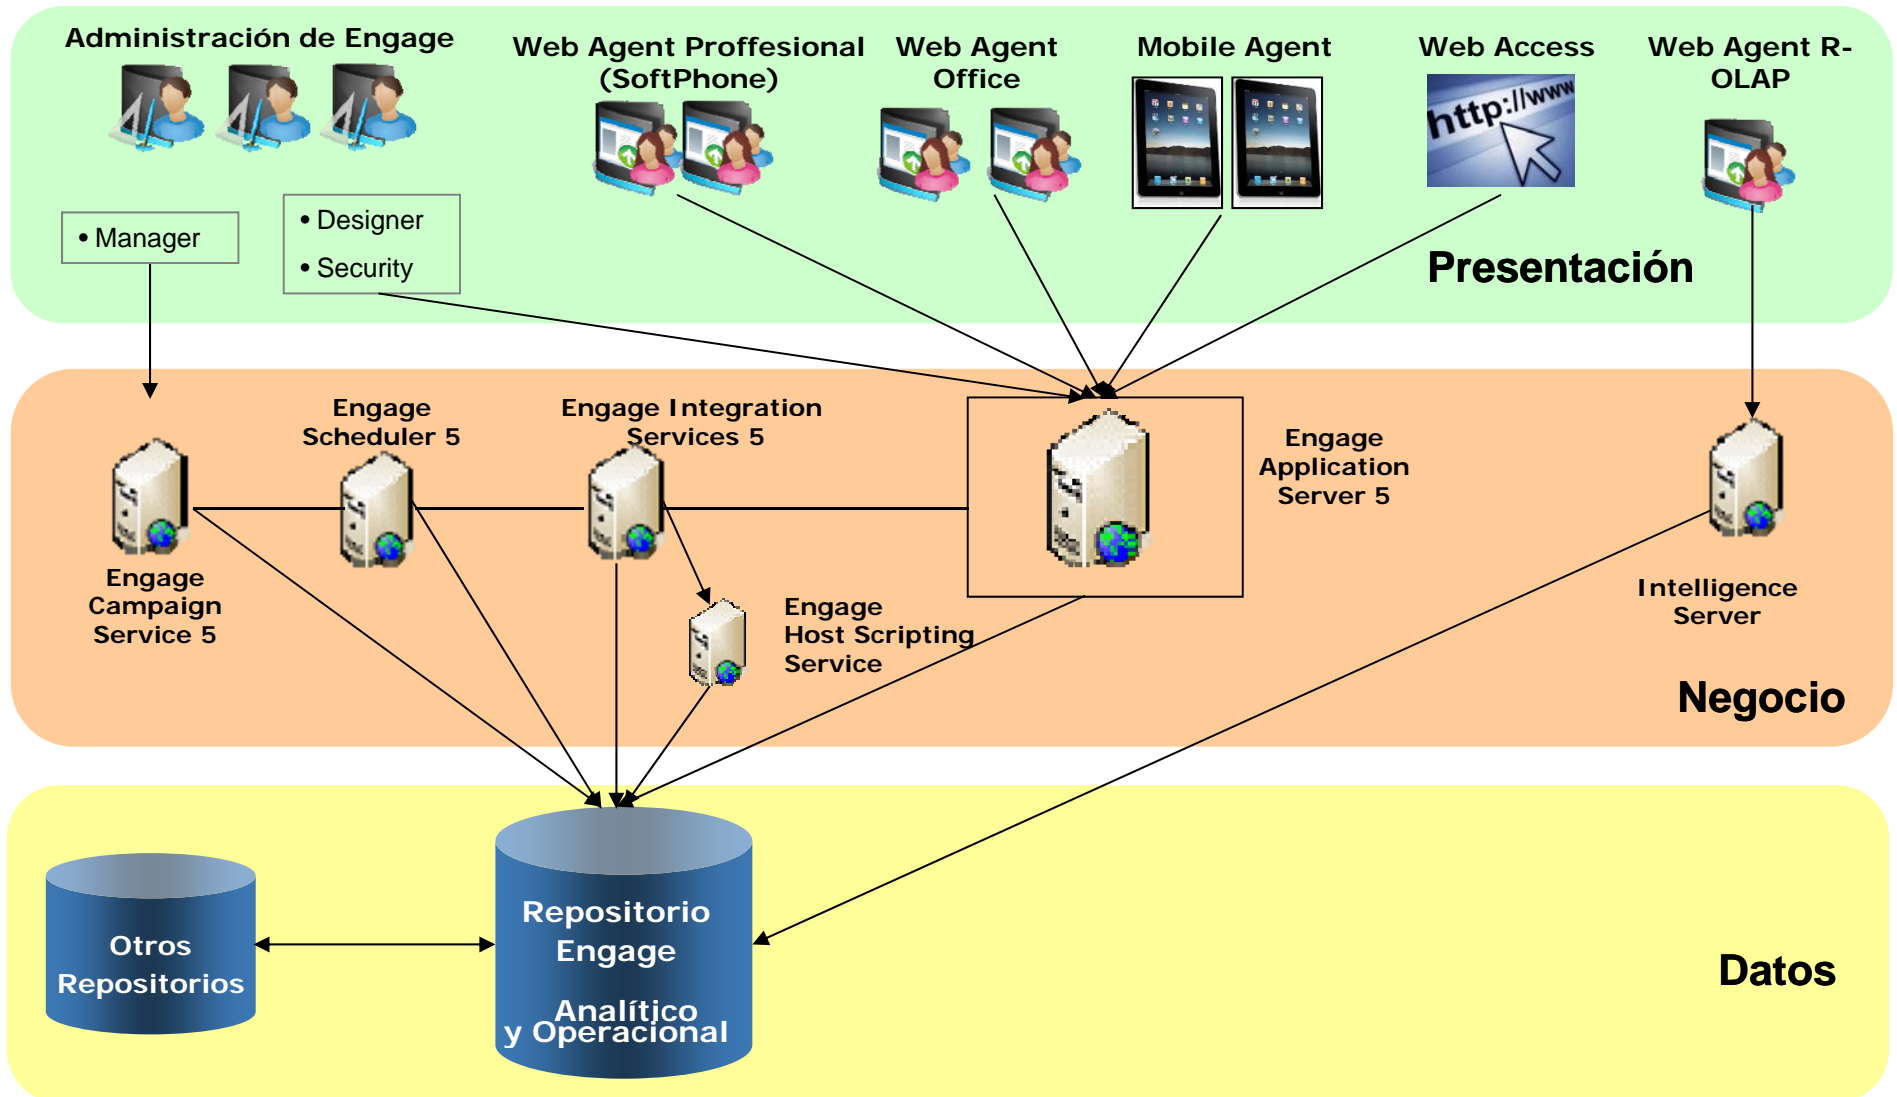 Administración de Engage
Web Agent Proffesional
(SoftPhone)
Web Agent
Office
Mobile Agent
Web Access
http://www
Web Agent R-
OLAP
• Manager
• Designer
• Security
Presentación
Engage
Scheduler 5
Engage Integration
Services 5
Engage
Application
Server 5
Engage
Campaign
Service 5
Engage
Host Scripting
Service
Intelligence
Server
Negocio
Otros
Repositorios
Repositorio
Engage
Analítico
y Operacional
Datos